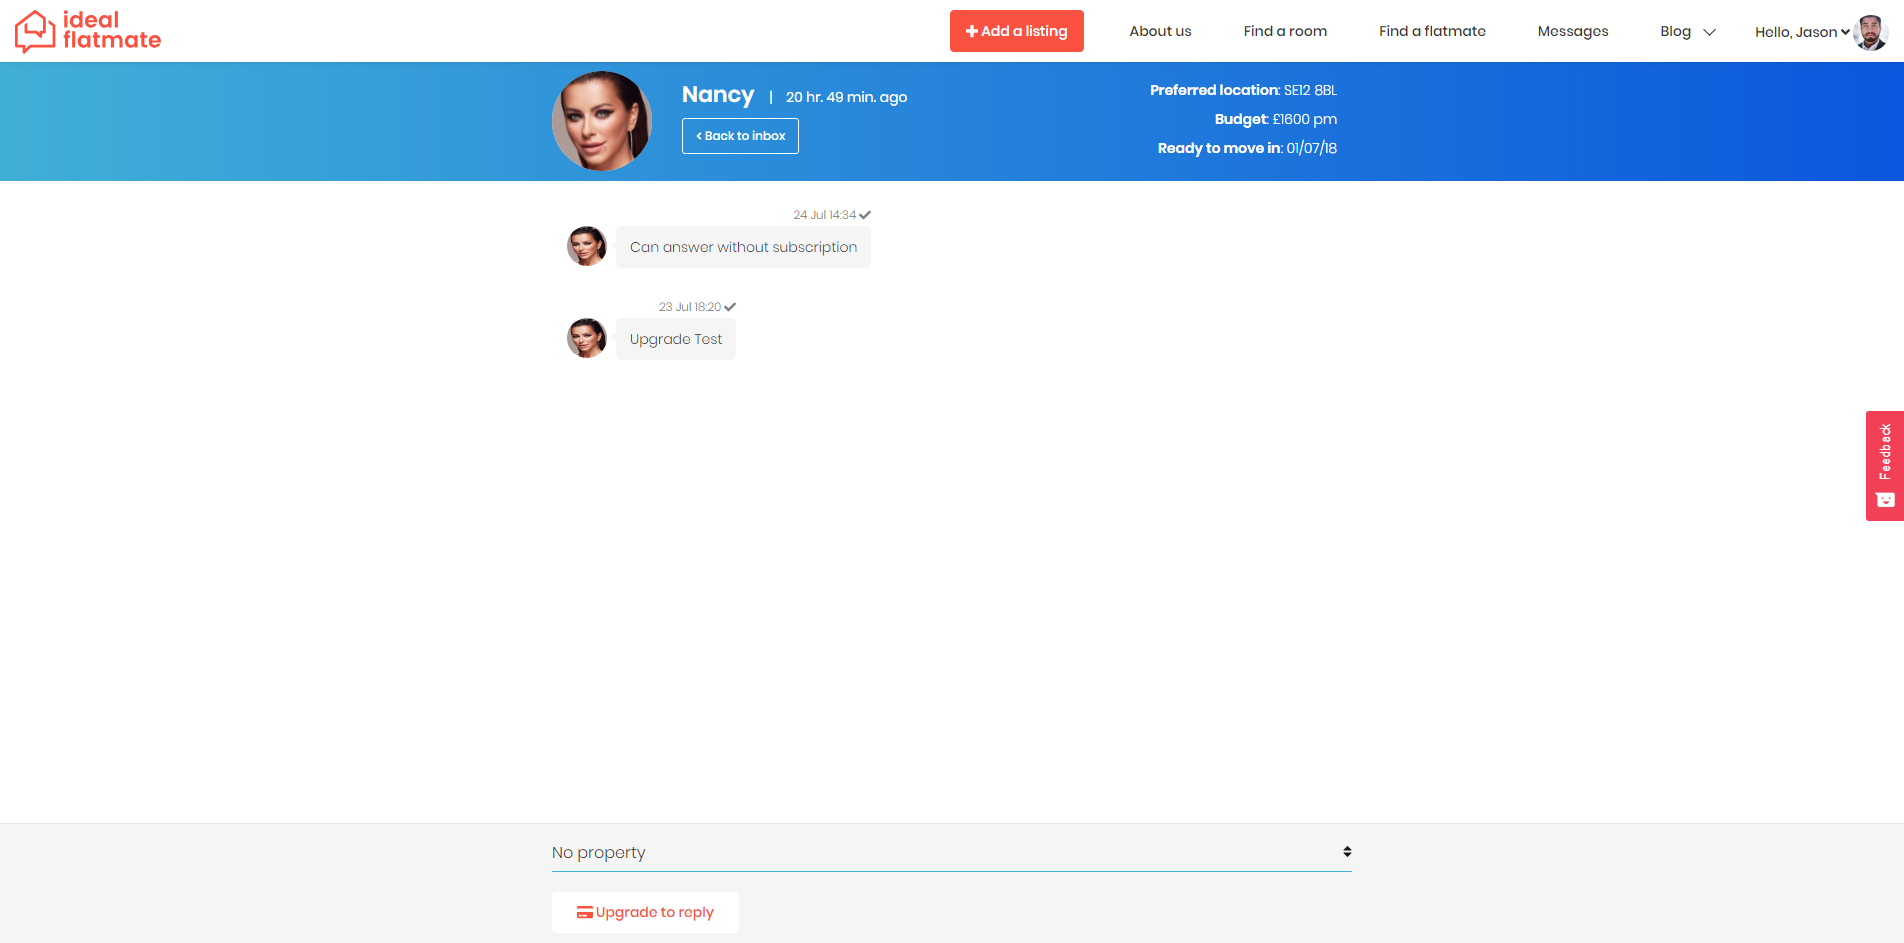 ideal
flatmate
Add a listing
About us
Find a room
Find a flatmate
Messages
Blog
Hello, Jason
Nancy | 20 hr. 49 min. ago
Back to inbox
Preferred location: SE12 8BL
Budget: £1600 pm
Ready to move in: 01/07/18
24 Jul 14:34
Can answer without subscription
23 Jul 18:20
Upgrade Test
Feedback
No property
Upgrade to reply